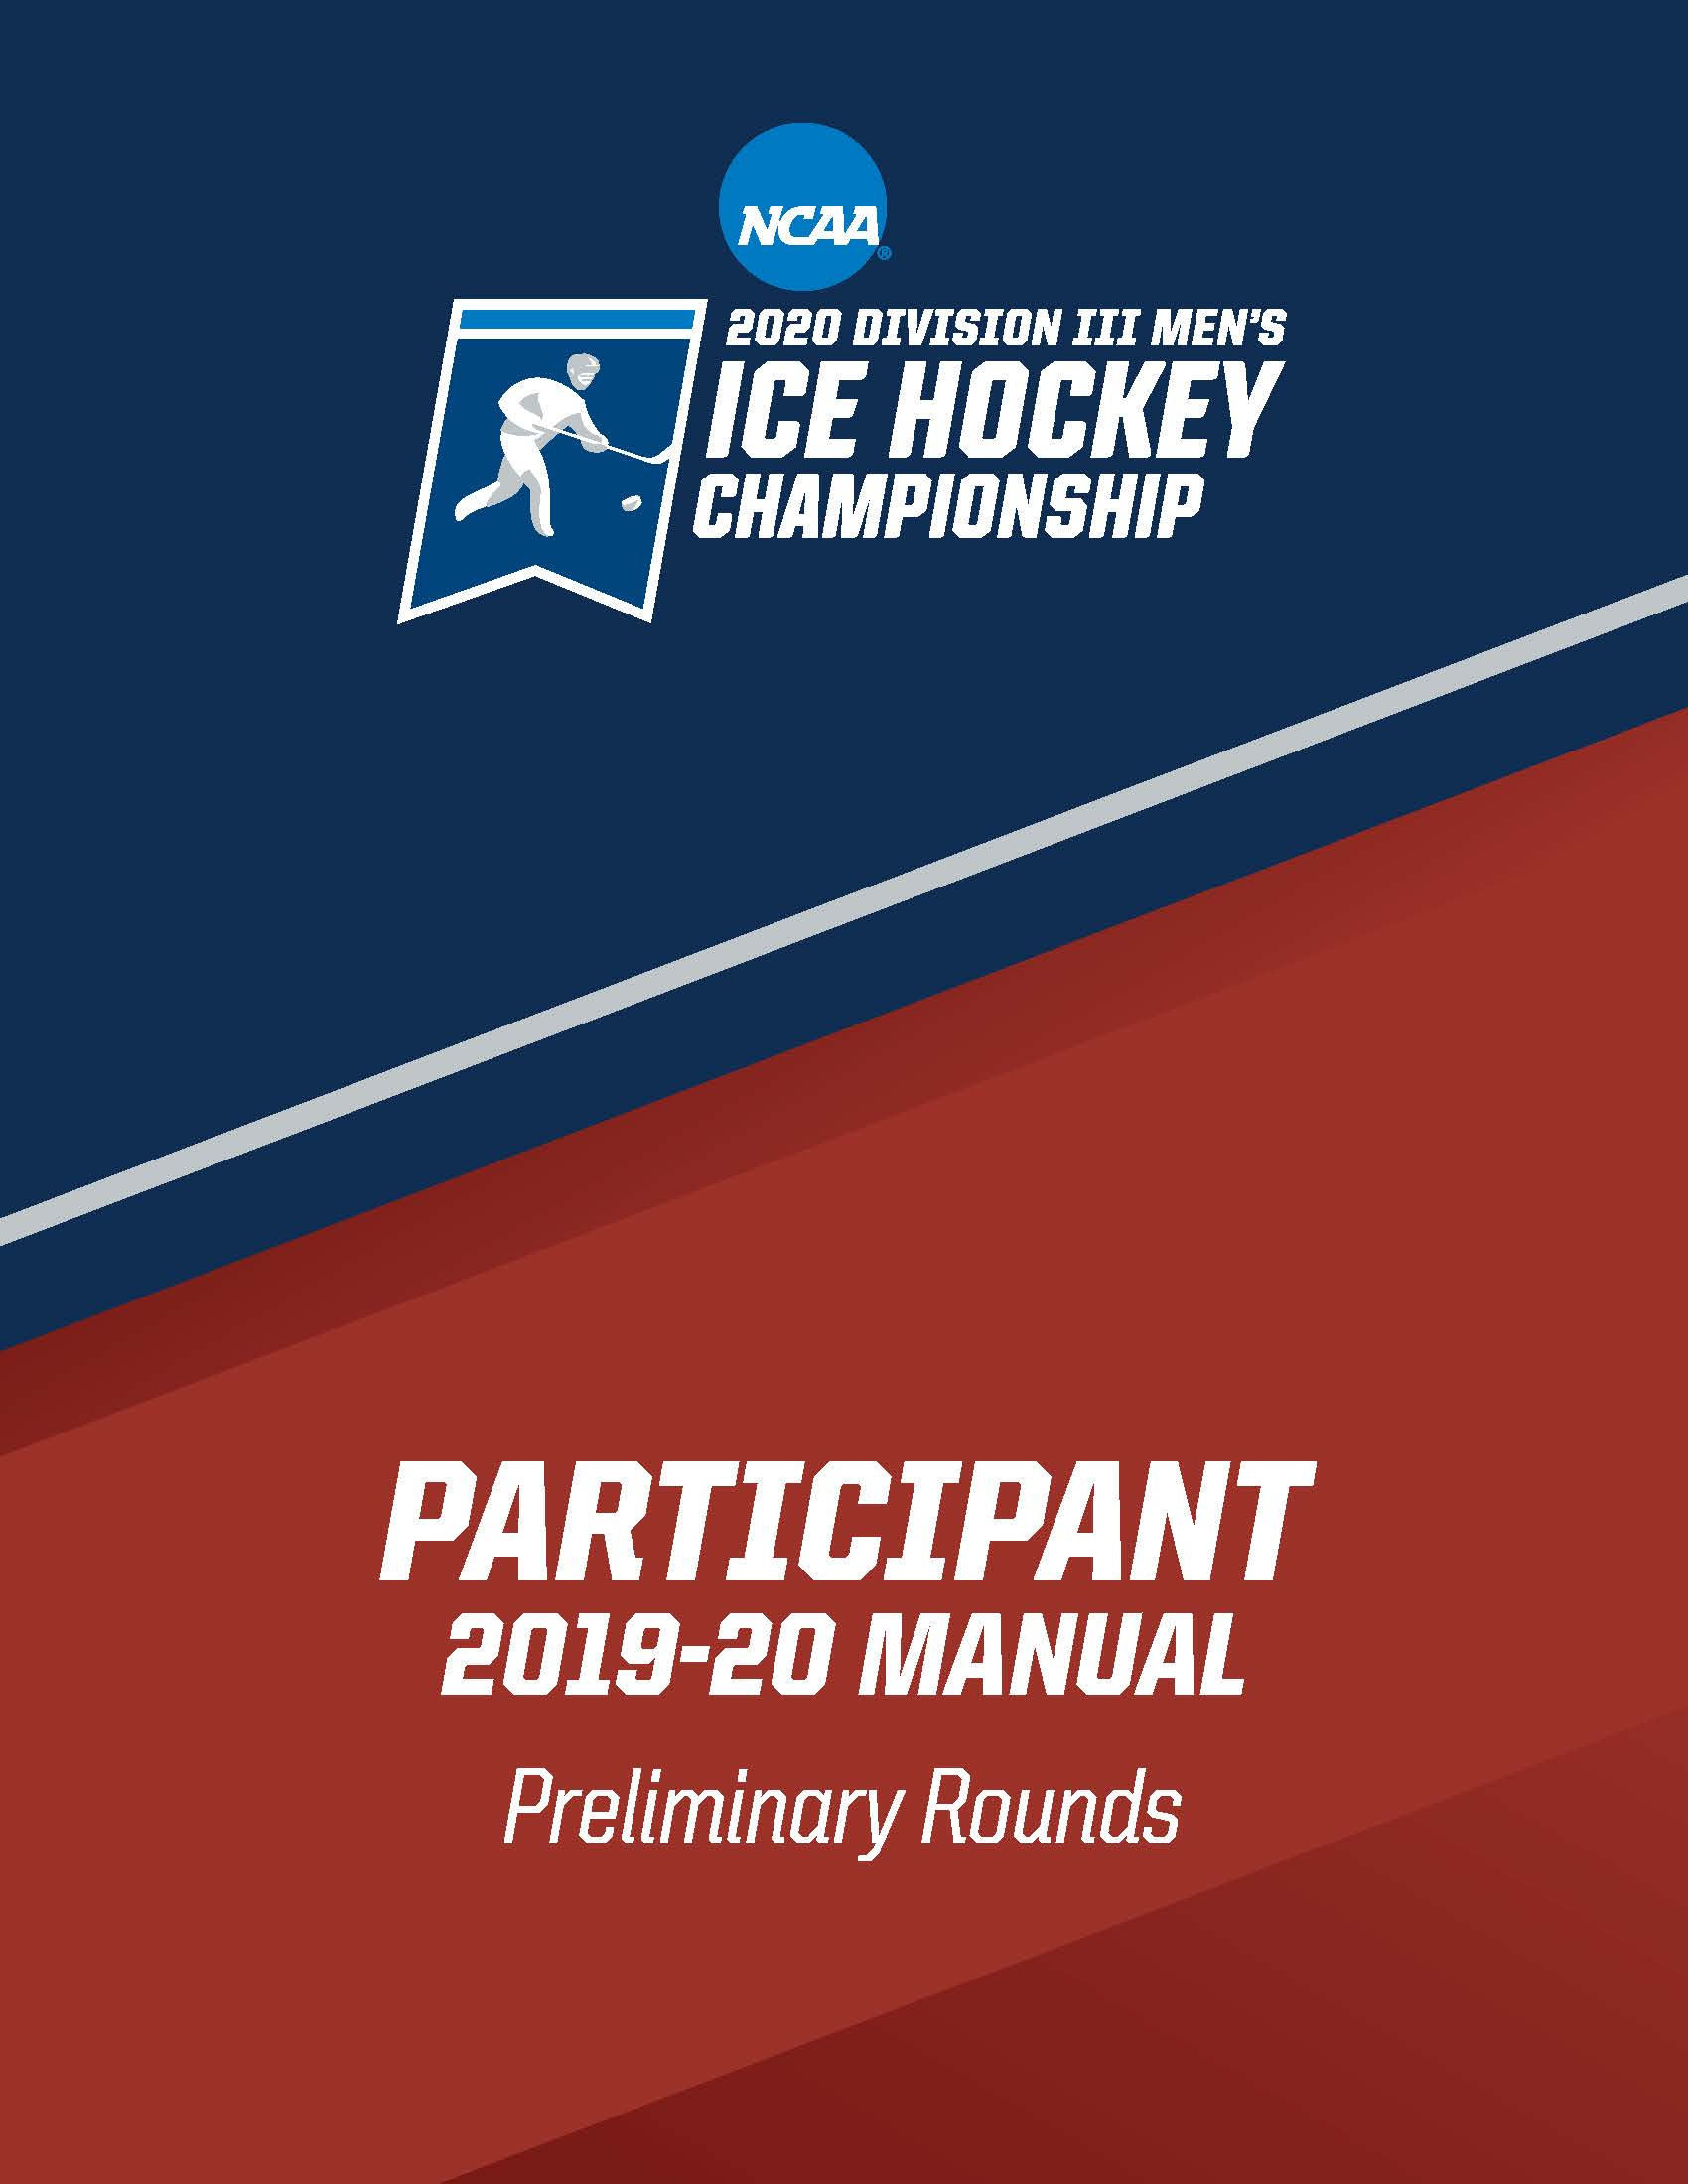 NCAA®
2020 DIVISION III MEN'S
ICE HOCKEY
CHAMPIONSHIP
PARTICIPANT
2019-20 MANUAL
Preliminary Rounds